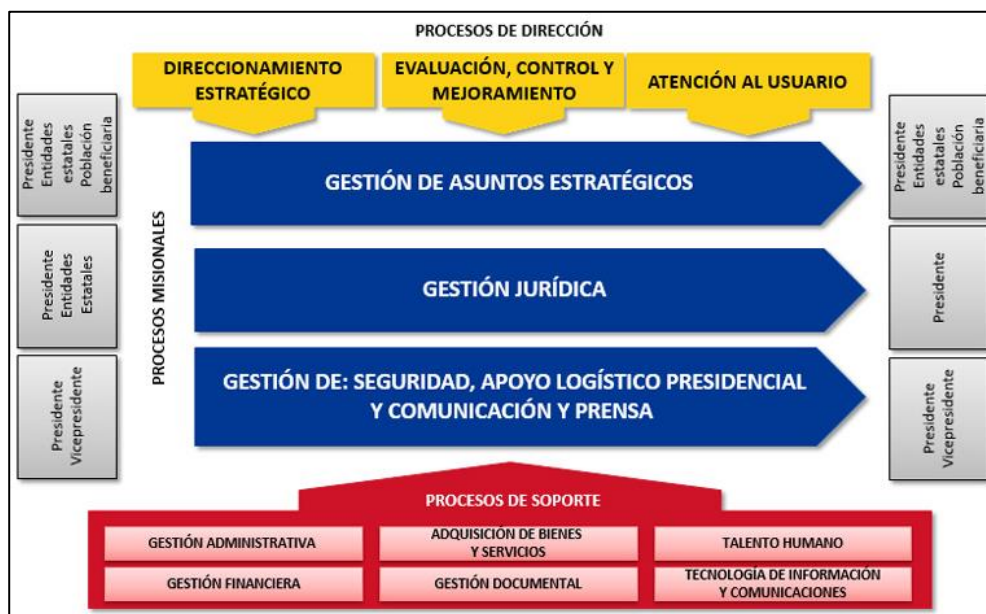 PROCESOS DE DIRECCIÓN
DIRECCIONAMIENTO
ESTRATÉGICO
EVALUACIÓN, CONTROL Y
MEJORAMIENTO
ATENCIÓN AL USUARIO
Presidente
Entidades
estatales
Población
beneficiaria
Presidente
Entidades
Estatales
Presidente
Vicepresidente
PROCESOS MISIONALES
GESTIÓN DE ASUNTOS ESTRATÉGICOS
GESTIÓN JURÍDICA
GESTIÓN DE: SEGURIDAD, APOYO LOGÍSTICO PRESIDENCIAL
Y COMUNICACIÓN Y PRENSA
Presidente
Entidades
estatales
Población
beneficiaria
Presidente
Presidente
Vicepresidente
PROCESOS DE SOPORTE
GESTIÓN ADMINISTRATIVA
ADQUISICIÓN DE BIENES
Y SERVICIOS
TALENTO HUMANO
GESTIÓN FINANCIERA
GESTIÓN DOCUMENTAL
TECNOLOGÍA DE INFORMACIÓN
Y COMUNICACIONES